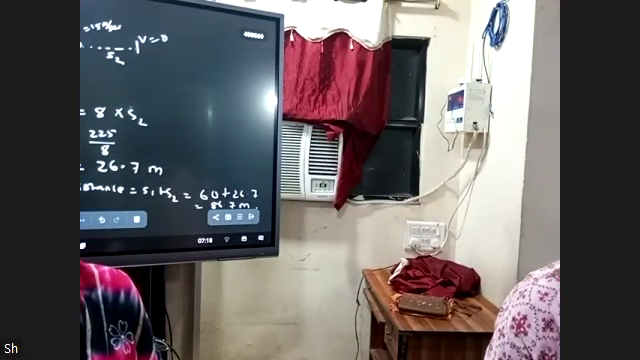 =15m/s
V=0
S2
= 8 x S2
225
8
= 26.7 m
istance = S1+S2 = 60+26.7
= 86.7 m
07:18
Sh